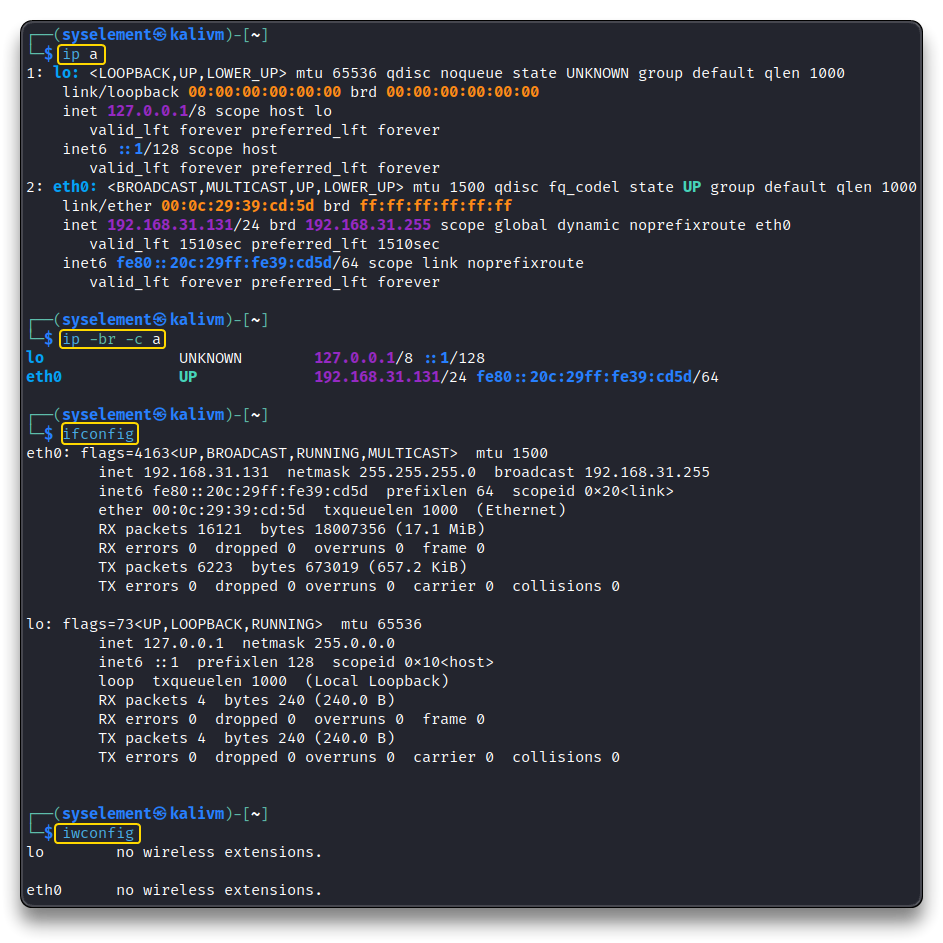 ┌──(syselement㉿kalivm)-[~]
└─$ ip a
1: lo: <LOOPBACK,UP,LOWER_UP> mtu 65536 qdisc noqueue state UNKNOWN group default qlen 1000
    link/loopback 00:00:00:00:00:00 brd 00:00:00:00:00:00
    inet 127.0.0.1/8 scope host lo
       valid_lft forever preferred_lft forever
    inet6 ::1/128 scope host
       valid_lft forever preferred_lft forever
2: eth0: <BROADCAST,MULTICAST,UP,LOWER_UP> mtu 1500 qdisc fq_codel state UP group default qlen 1000
    link/ether 00:0c:29:39:cd:5d brd ff:ff:ff:ff:ff:ff
    inet 192.168.31.131/24 brd 192.168.31.255 scope global dynamic noprefixroute eth0
       valid_lft 1510sec preferred_lft 1510sec
    inet6 fe80::20c:29ff:fe39:cd5d/64 scope link noprefixroute
       valid_lft forever preferred_lft forever

┌──(syselement㉿kalivm)-[~]
└─$ ip -br -c a
lo               UNKNOWN        127.0.0.1/8 ::1/128
eth0             UP             192.168.31.131/24 fe80::20c:29ff:fe39:cd5d/64

┌──(syselement㉿kalivm)-[~]
└─$ ifconfig
eth0: flags=4163<UP,BROADCAST,RUNNING,MULTICAST>  mtu 1500
        inet 192.168.31.131  netmask 255.255.255.0  broadcast 192.168.31.255
        inet6 fe80::20c:29ff:fe39:cd5d  prefixlen 64  scopeid 0×20<link>
        ether 00:0c:29:39:cd:5d  txqueuelen 1000  (Ethernet)
        RX packets 16121  bytes 18007356 (17.1 MiB)
        RX errors 0  dropped 0  overruns 0  frame 0
        TX packets 6223  bytes 673019 (657.2 KiB)
        TX errors 0  dropped 0 overruns 0  carrier 0  collisions 0

lo: flags=73<UP,LOOPBACK,RUNNING>  mtu 65536
        inet 127.0.0.1  netmask 255.0.0.0
        inet6 ::1  prefixlen 128  scopeid 0×10<host>
        loop  txqueuelen 1000  (Local Loopback)
        RX packets 4  bytes 240 (240.0 B)
        RX errors 0  dropped 0  overruns 0  frame 0
        TX packets 4  bytes 240 (240.0 B)
        TX errors 0  dropped 0 overruns 0  carrier 0  collisions 0

┌──(syselement㉿kalivm)-[~]
└─$ iwconfig
lo        no wireless extensions.

eth0      no wireless extensions.